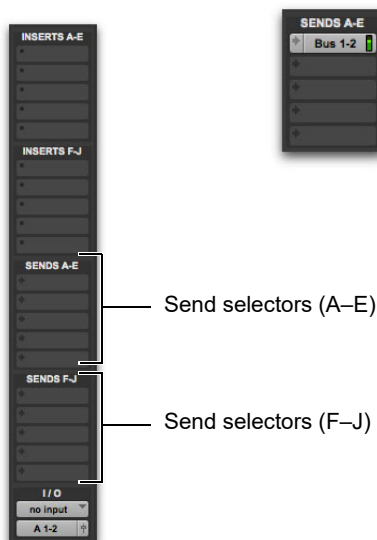 INSERTS A-E
INSERTS F-J
SENDS A-E
SENDS F-J
I / O
no input
A 1-2
Send selectors (A–E)
Send selectors (F–J)
SENDS A-E
Bus 1-2